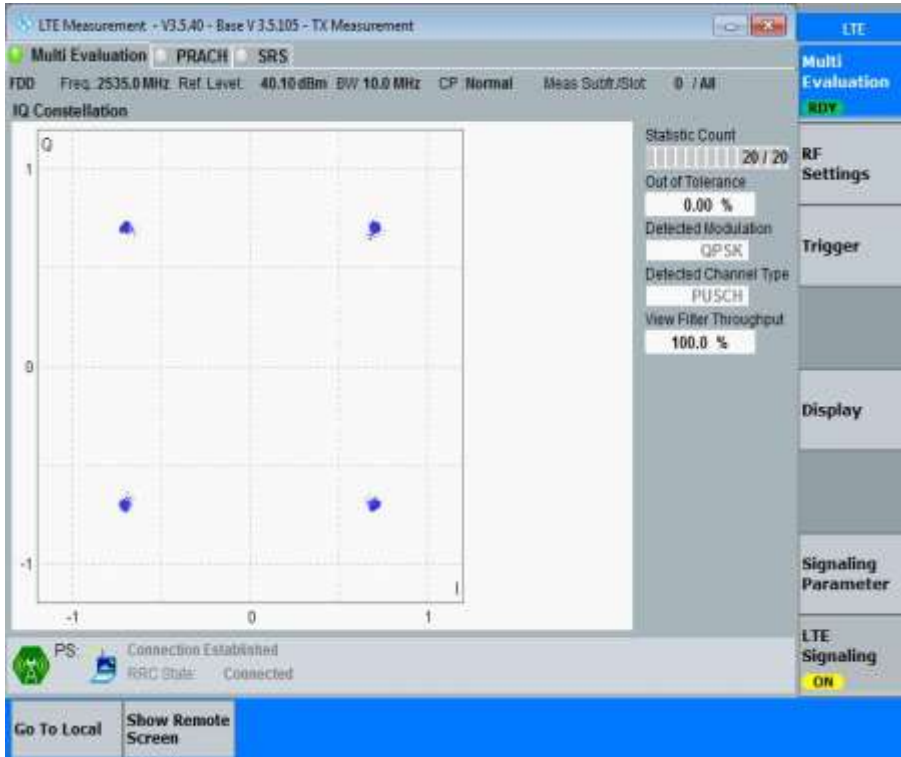 LTE Measurement - V3.5.40 - Base V 3.5.105 - TX Measurement
Multi Evaluation PRACH SRS
FDD Freq.:2535.0 MHz Ref. Level: 40.10 dBm BW:10.0 MHz CP:Normal Meas Subfr./Slot: 0 / All
IQ Constellation
Q
1
0
-1
-1 0 1
I
Statistic Count
20 / 20
Out of Tolerance
0.00 %
Detected Modulation
QPSK
Detected Channel Type
PUSCH
View Filter Throughput
100.0 %
PS: Connection Established
RRC State: Connected
LTE
Multi
Evaluation
RDY
RF
Settings
Trigger
Display
Signaling
Parameter
LTE
Signaling
ON
Go To Local
Show Remote
Screen